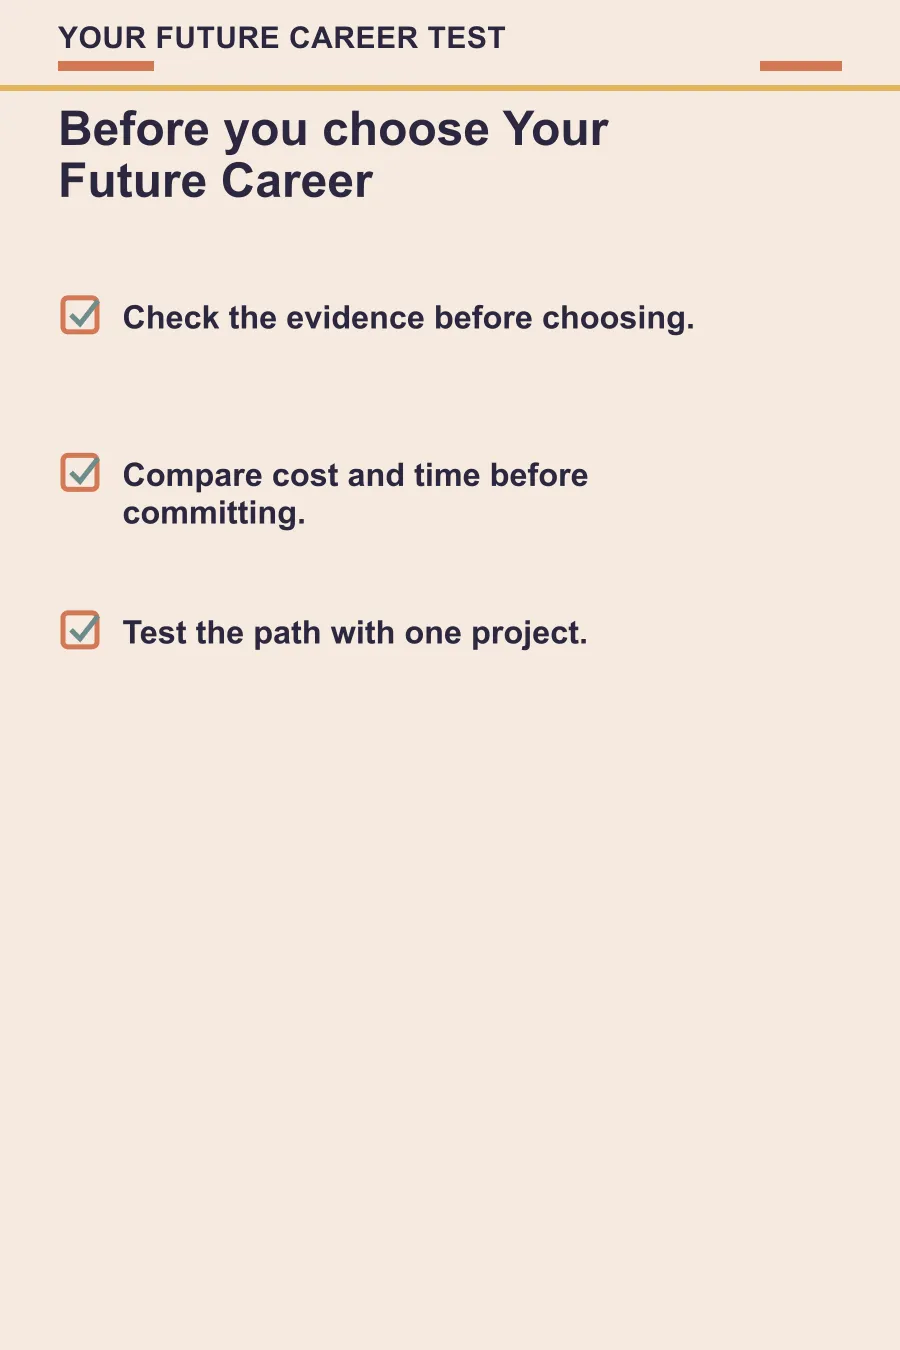 YOUR FUTURE CAREER TEST
Before you choose Your
Future Career
Check the evidence before choosing.
Compare cost and time before
committing.
Test the path with one project.